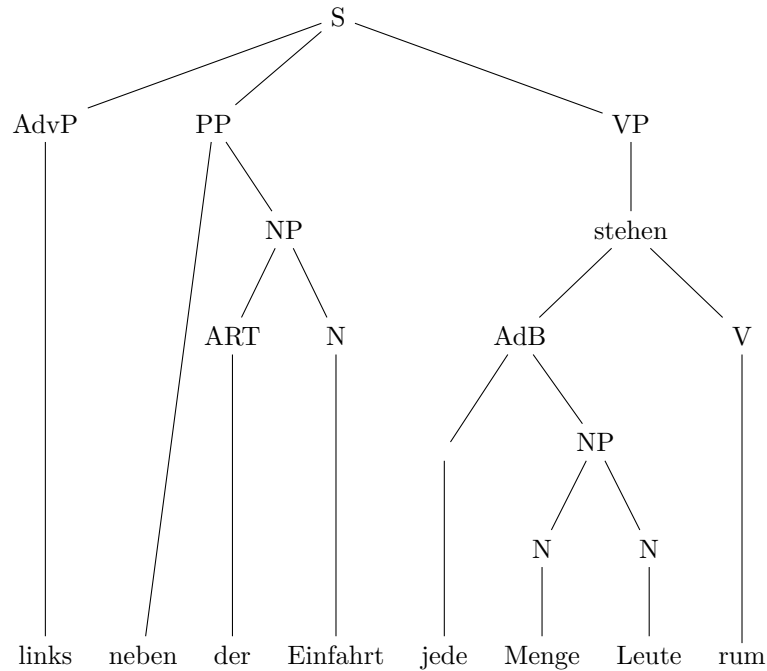 S
AdvP PP VP
NP stehen
ART N AdB V
NP
N N
links neben der Einfahrt jede Menge Leute rum